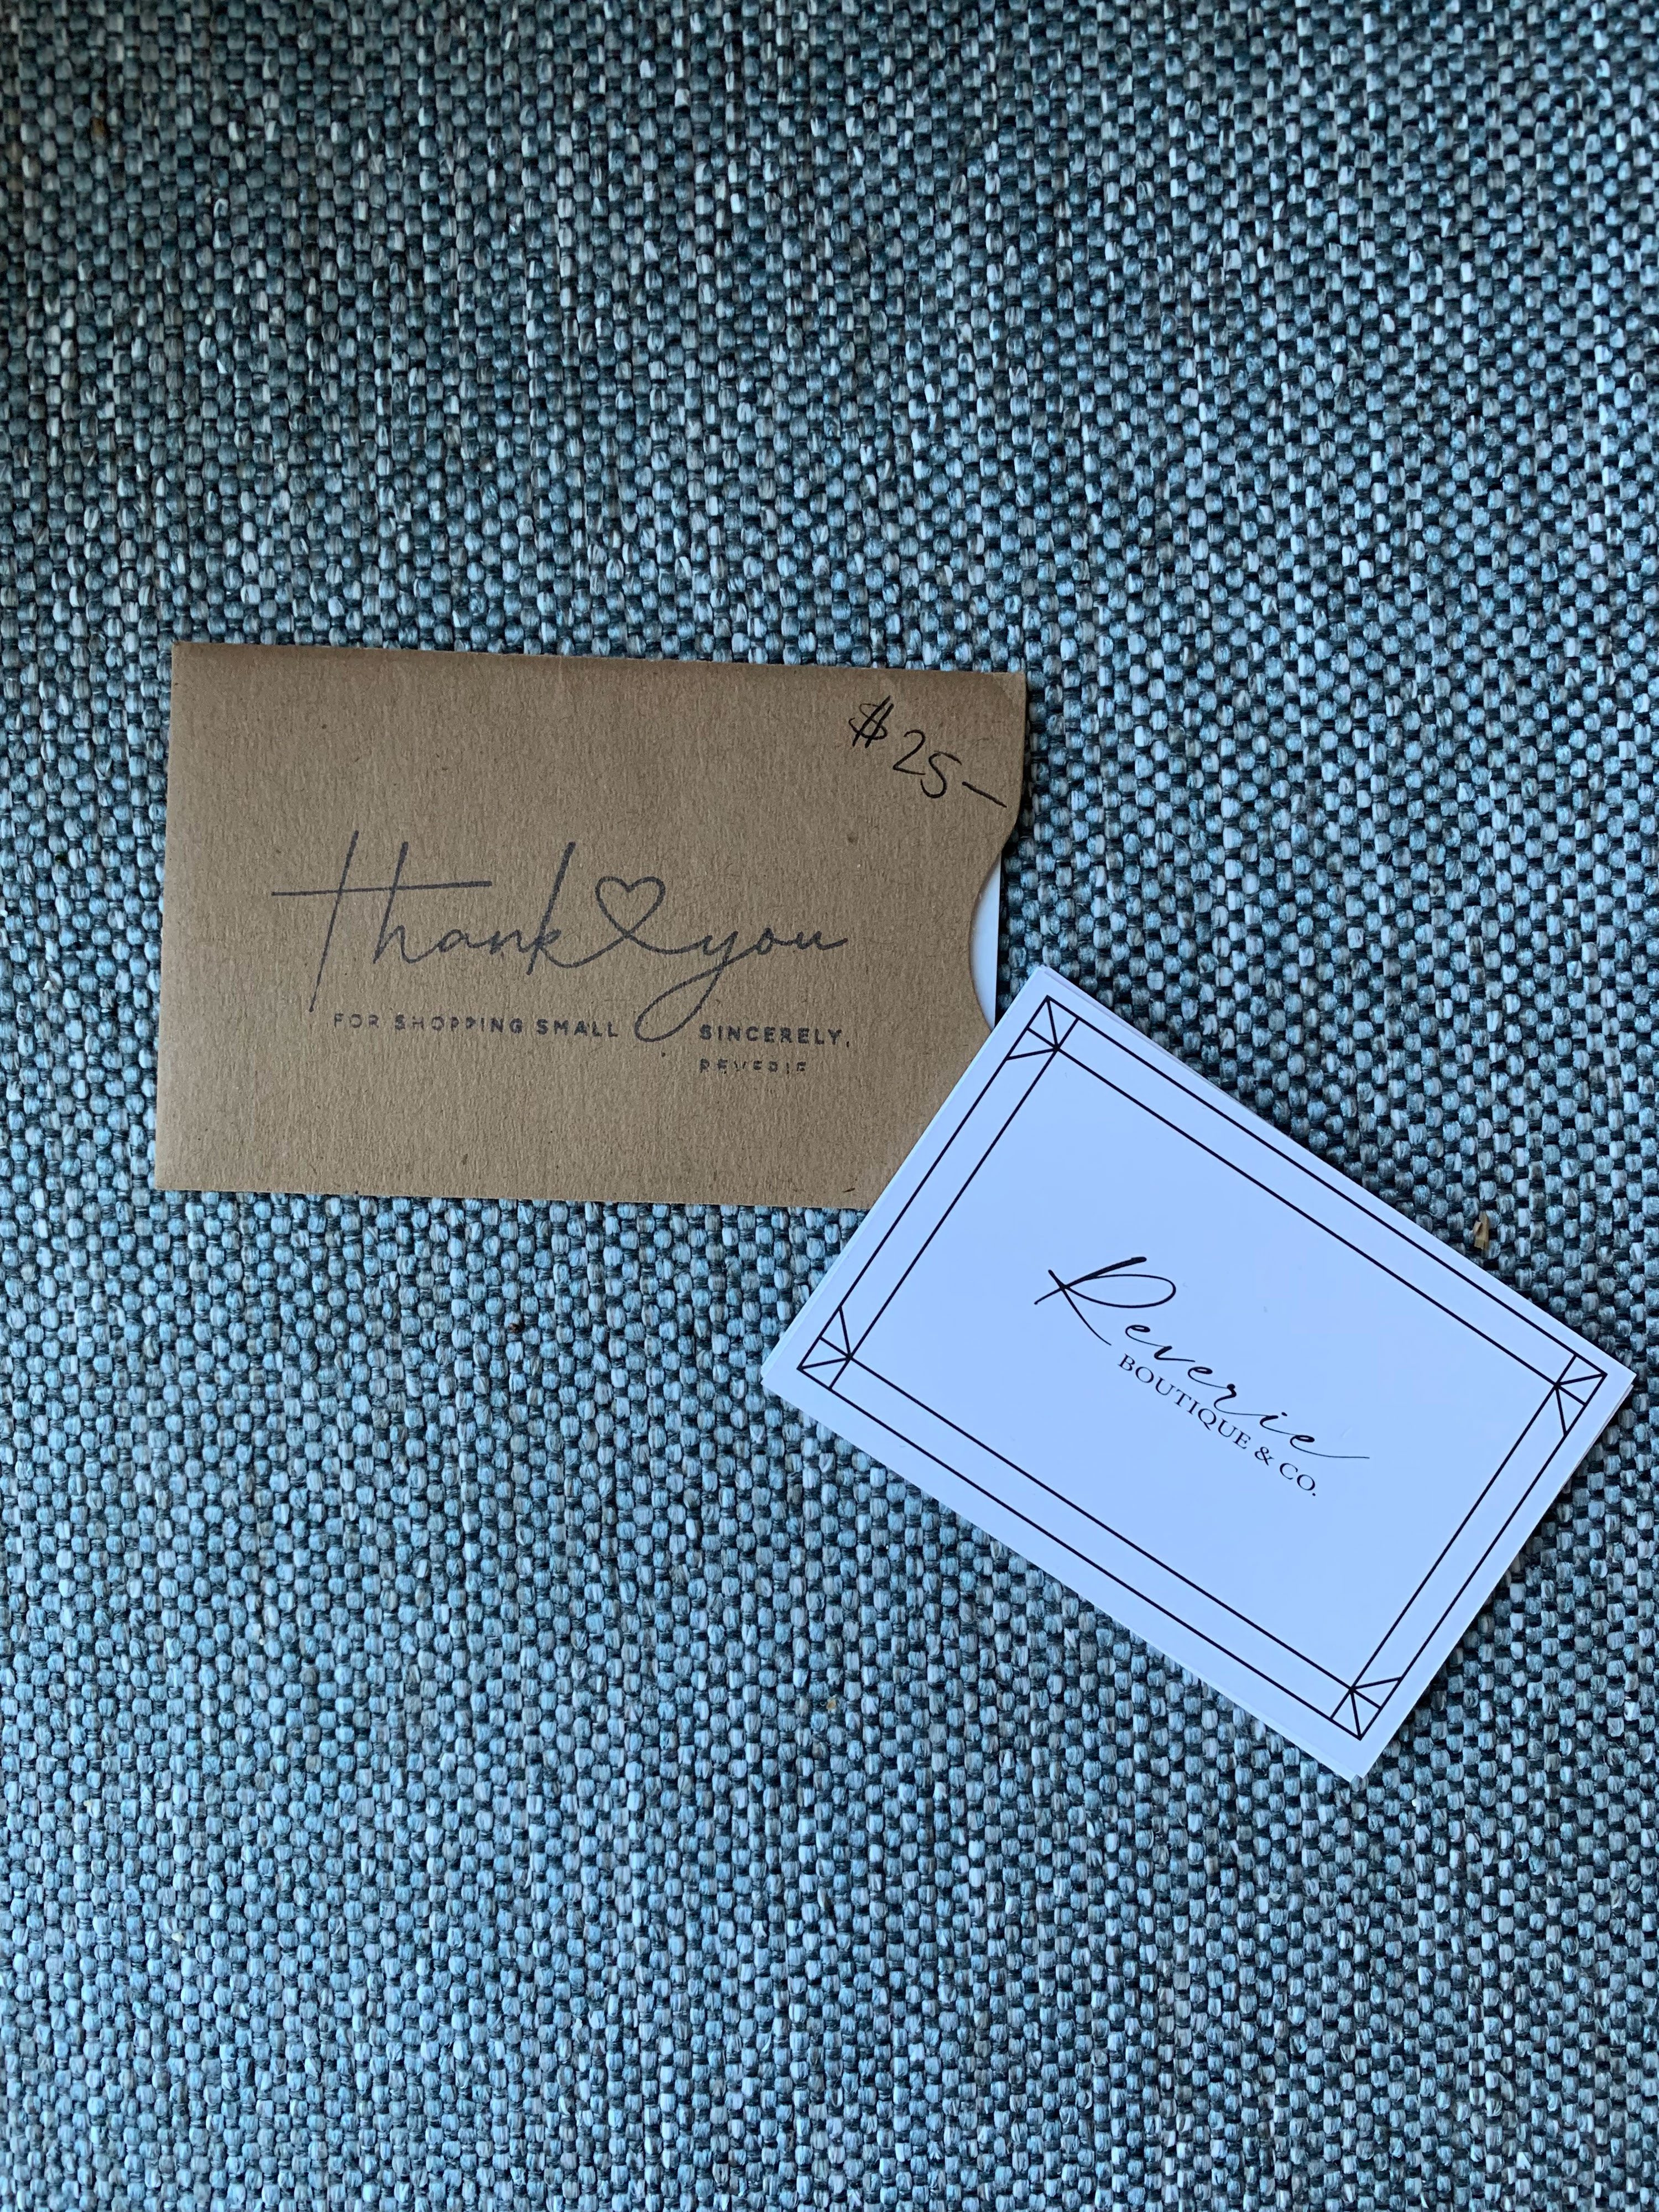 $25-
thank you
FOR SHOPPING SMALL
SINCERELY,
REVERIE
Reverie
BOUTIQUE & CO.